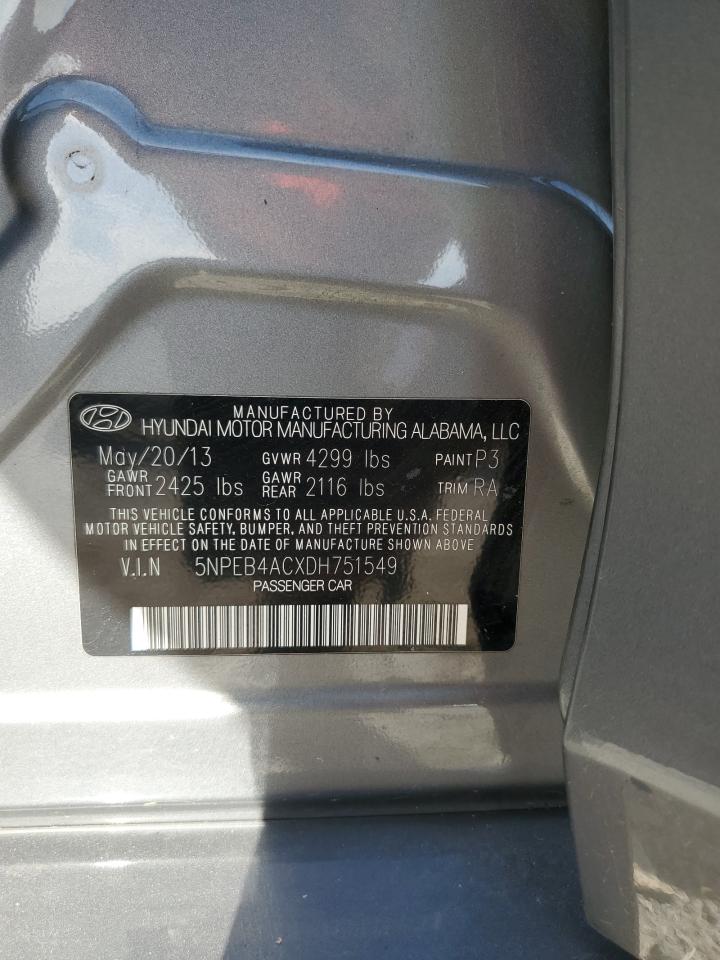 MANUFACTURED BY
HYUNDAI MOTOR MANUFACTURING ALABAMA, LLC
May/20/13 GVWR 4299 lbs PAINT P3
GAWR FRONT 2425 lbs GAWR REAR 2116 lbs TRIM RA
THIS VEHICLE CONFORMS TO ALL APPLICABLE U.S.A. FEDERAL
MOTOR VEHICLE SAFETY, BUMPER, AND THEFT PREVENTION STANDARDS
IN EFFECT ON THE DATE OF MANUFACTURE SHOWN ABOVE
V.I.N 5NPEB4ACXDH751549
PASSENGER CAR